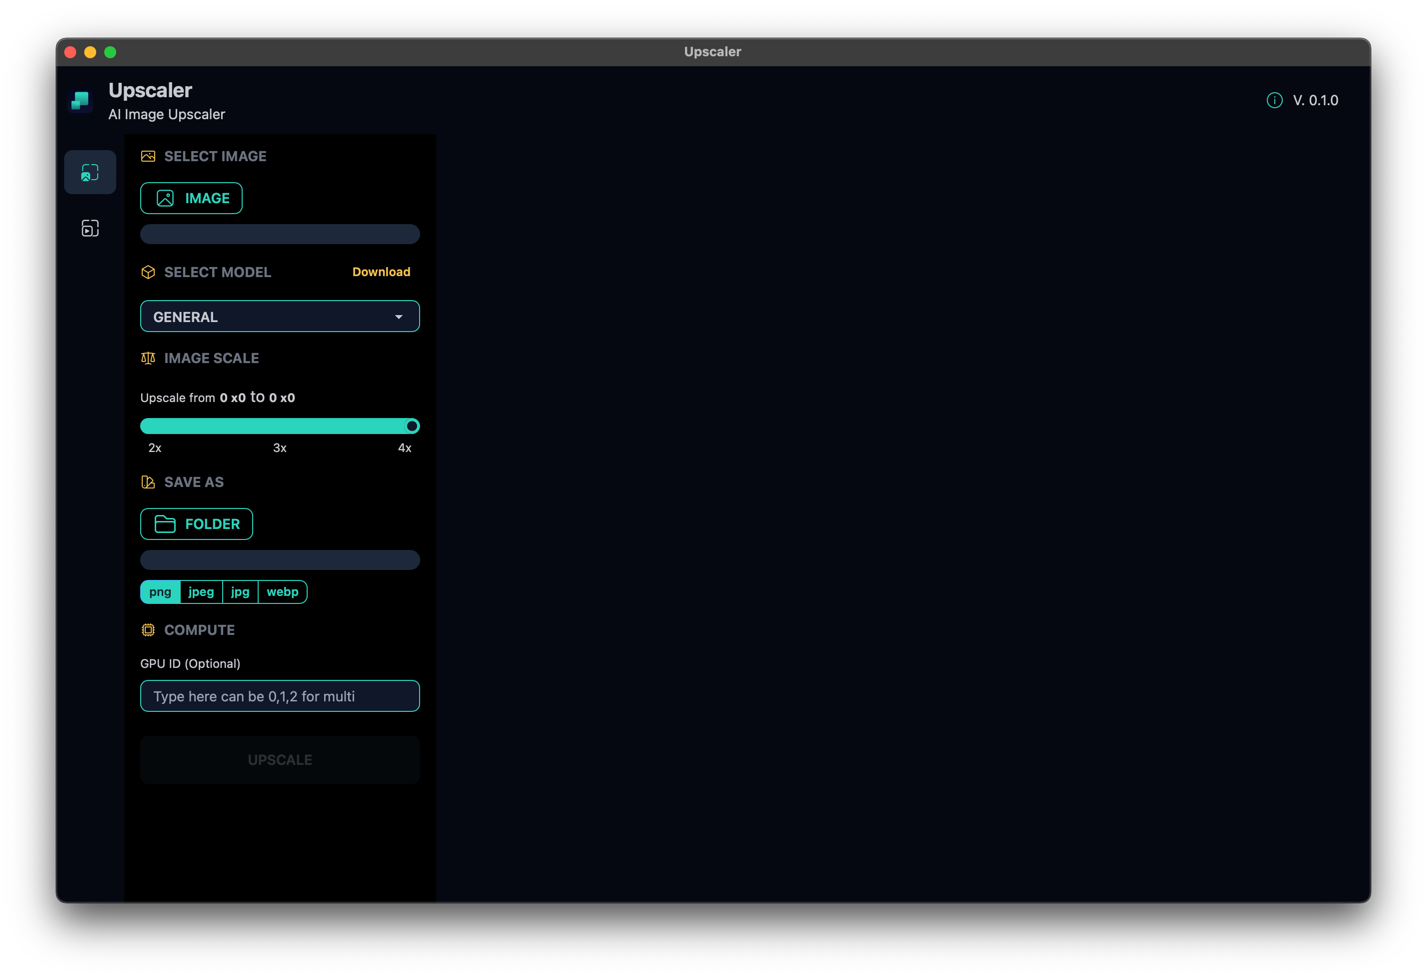 Upscaler
Upscaler
AI Image Upscaler
V. 0.1.0
SELECT IMAGE
IMAGE
SELECT MODEL
Download
GENERAL
IMAGE SCALE
Upscale from 0 x0 to 0 x0
2x 3x 4x
SAVE AS
FOLDER
png jpeg jpg webp
COMPUTE
GPU ID (Optional)
Type here can be 0,1,2 for multi
UPSCALE